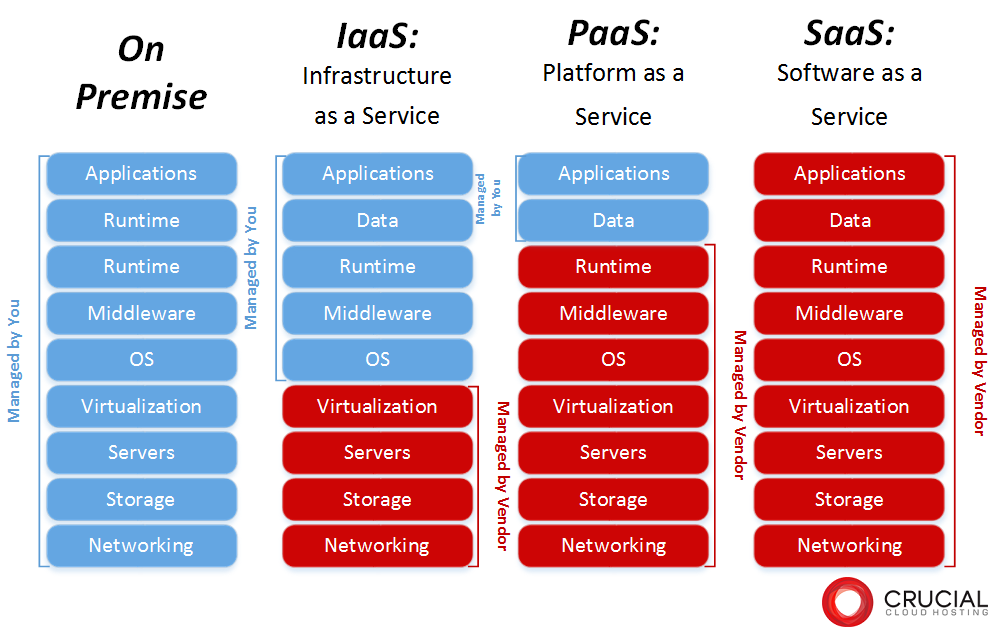 On
Premise
Managed by You
Applications
Runtime
Runtime
Middleware
OS
Virtualization
Servers
Storage
Networking
IaaS:
Infrastructure
as a Service
Managed by You
Applications
Data
Runtime
Middleware
OS
Virtualization
Servers
Storage
Networking
Managed by Vendor
PaaS:
Platform as a
Service
Managed
by You
Applications
Data
Runtime
Middleware
OS
Virtualization
Servers
Storage
Networking
Managed by Vendor
SaaS:
Software as a
Service
Applications
Data
Runtime
Middleware
OS
Virtualization
Servers
Storage
Networking
Managed by Vendor
CRUCIAL
CLOUD HOSTING